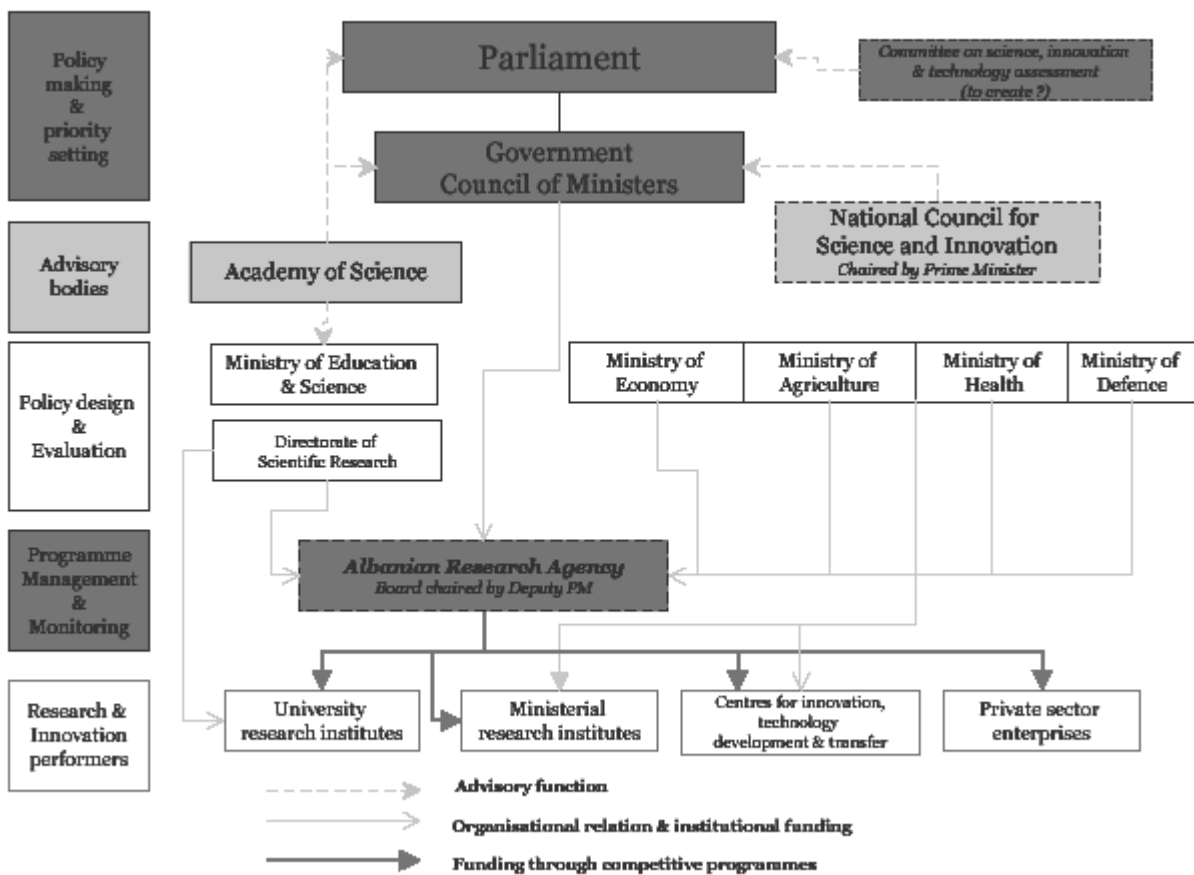 Policy
making
&
priority
setting
Parliament
Committee on science, innovation
& technology assessment
(to create ?)
Government
Council of Ministers
Advisory
bodies
Academy of Science
National Council for
Science and Innovation
Chaired by Prime Minister
Policy design
&
Evaluation
Ministry of Education
& Science
Ministry of
Economy
Ministry of
Agriculture
Ministry of
Health
Ministry of
Defence
Directorate of
Scientific Research
Programme
Management
&
Monitoring
Albanian Research Agency
Board chaired by Deputy PM
Research &
Innovation
performers
University
research institutes
Ministerial
research institutes
Centres for innovation,
technology
development & transfer
Private sector
enterprises
Advisory function
Organisational relation & institutional funding
Funding through competitive programmes